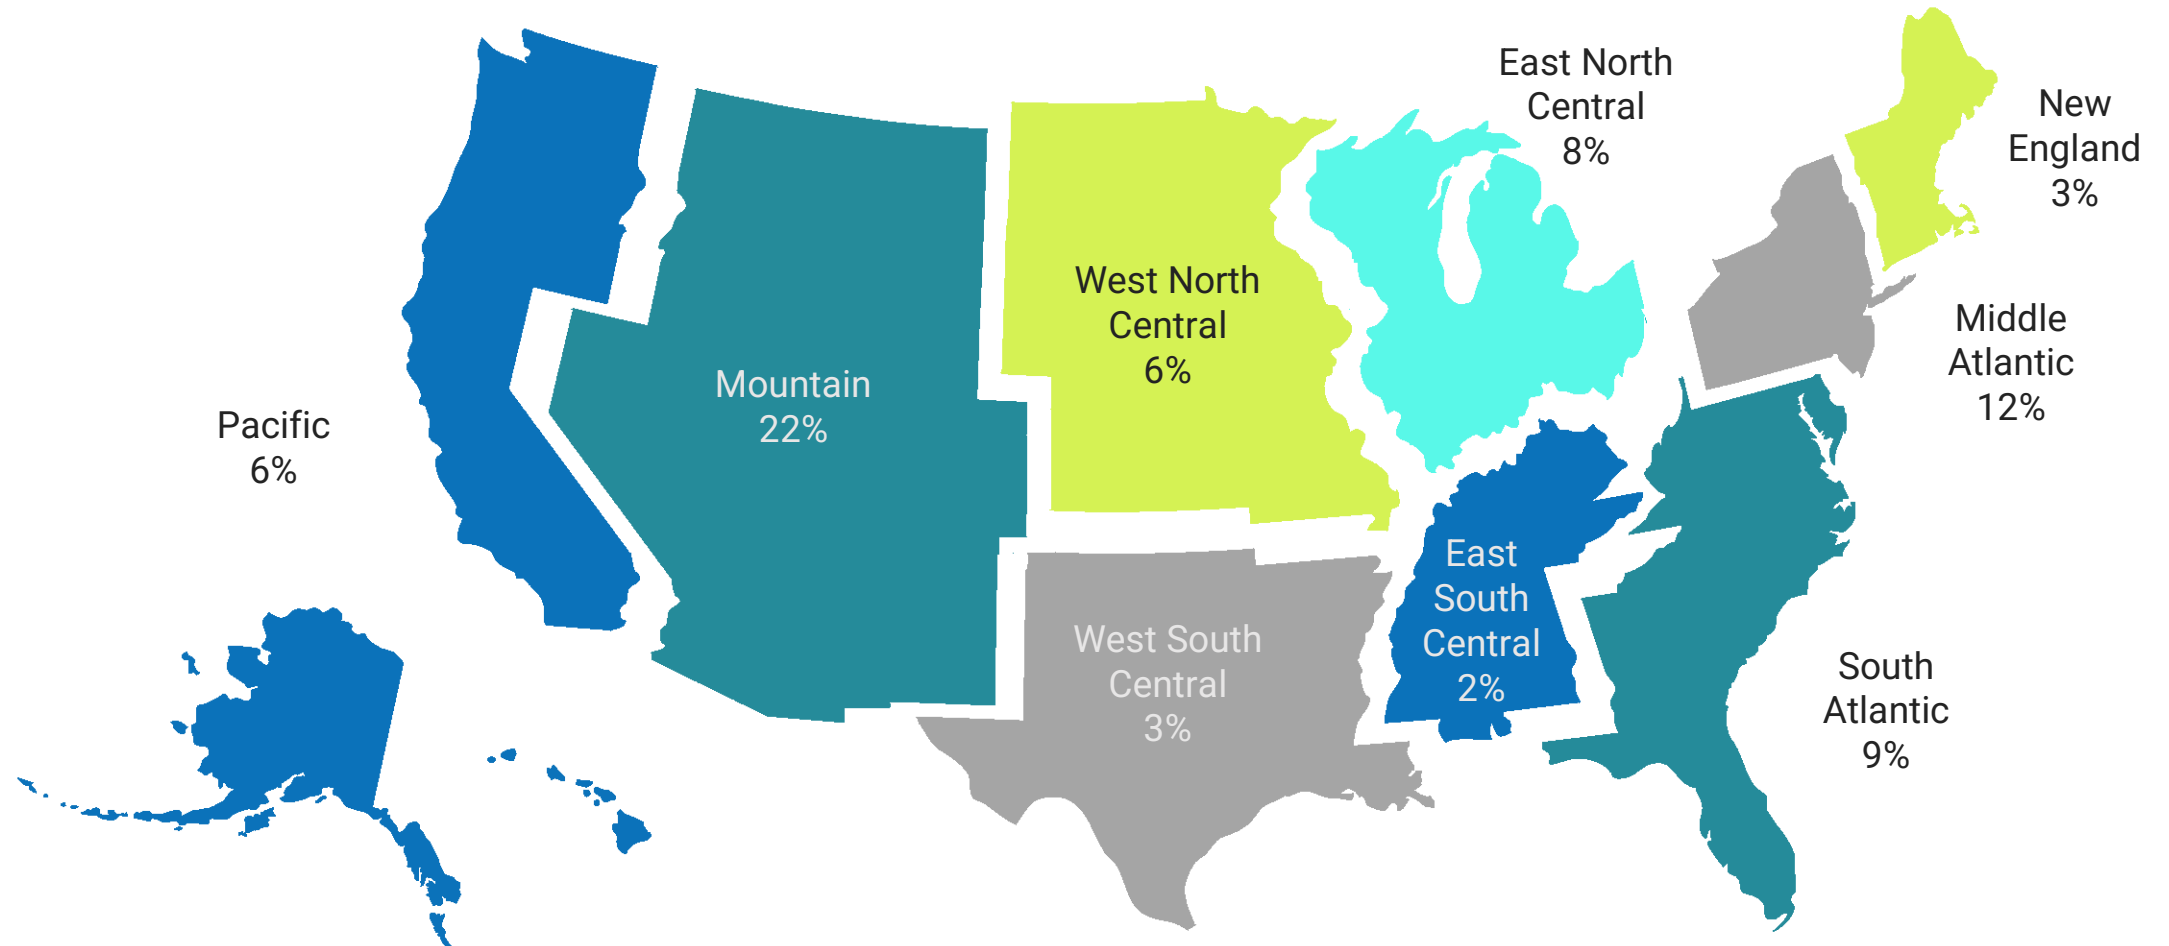 East North
Central
8%
New
England
3%
West North
Central
6%
Middle
Atlantic
12%
Mountain
22%
Pacific
6%
East
South
Central
2%
West South
Central
3%
South
Atlantic
9%